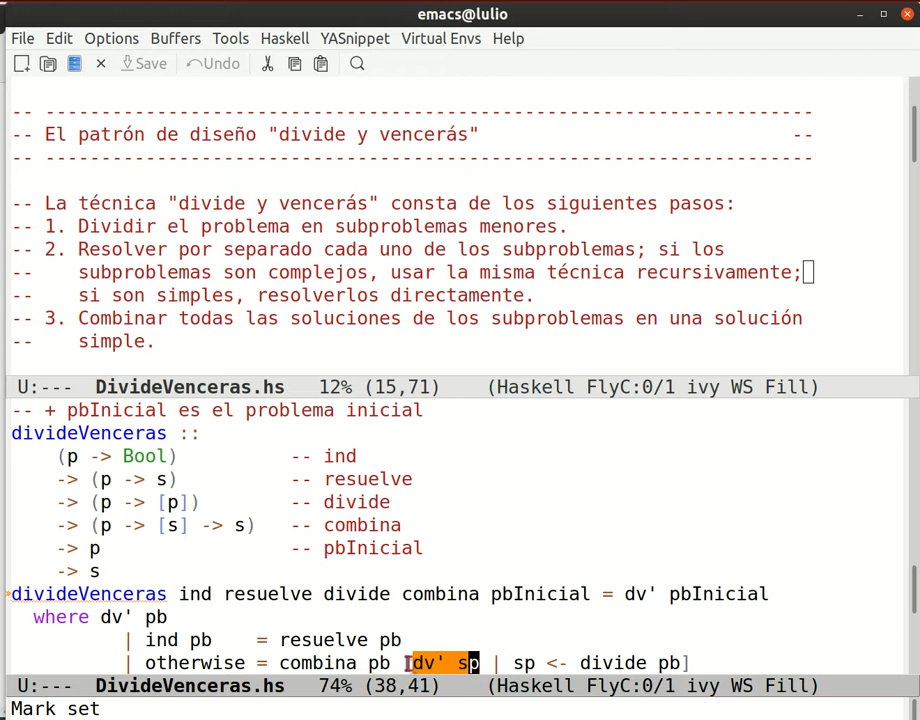 emacs@lulio
File Edit Options Buffers Tools Haskell YASnippet Virtual Envs Help
Save Undo
-- ---------------------------------------------------------------------
-- El patrón de diseño "divide y vencerás"                            --
-- ---------------------------------------------------------------------
-- La técnica "divide y vencerás" consta de los siguientes pasos:
-- 1. Dividir el problema en subproblemas menores.
-- 2. Resolver por separado cada uno de los subproblemas; si los
--    subproblemas son complejos, usar la misma técnica recursivamente;
--    si son simples, resolverlos directamente.
-- 3. Combinar todas las soluciones de los subproblemas en una solución
--    simple.
U:--- DivideVenceras.hs 12% (15,71) (Haskell FlyC:0/1 ivy WS Fill)
-- + pbInicial es el problema inicial
divideVenceras ::
    (p -> Bool)          -- ind
    -> (p -> s)          -- resuelve
    -> (p -> [p])        -- divide
    -> (p -> [s] -> s)   -- combina
    -> p                 -- pbInicial
    -> s
divideVenceras ind resuelve divide combina pbInicial = dv' pbInicial
  where dv' pb
          | ind pb    = resuelve pb
          | otherwise = combina pb [dv' sp | sp <- divide pb]
U:--- DivideVenceras.hs 74% (38,41) (Haskell FlyC:0/1 ivy WS Fill)
Mark set